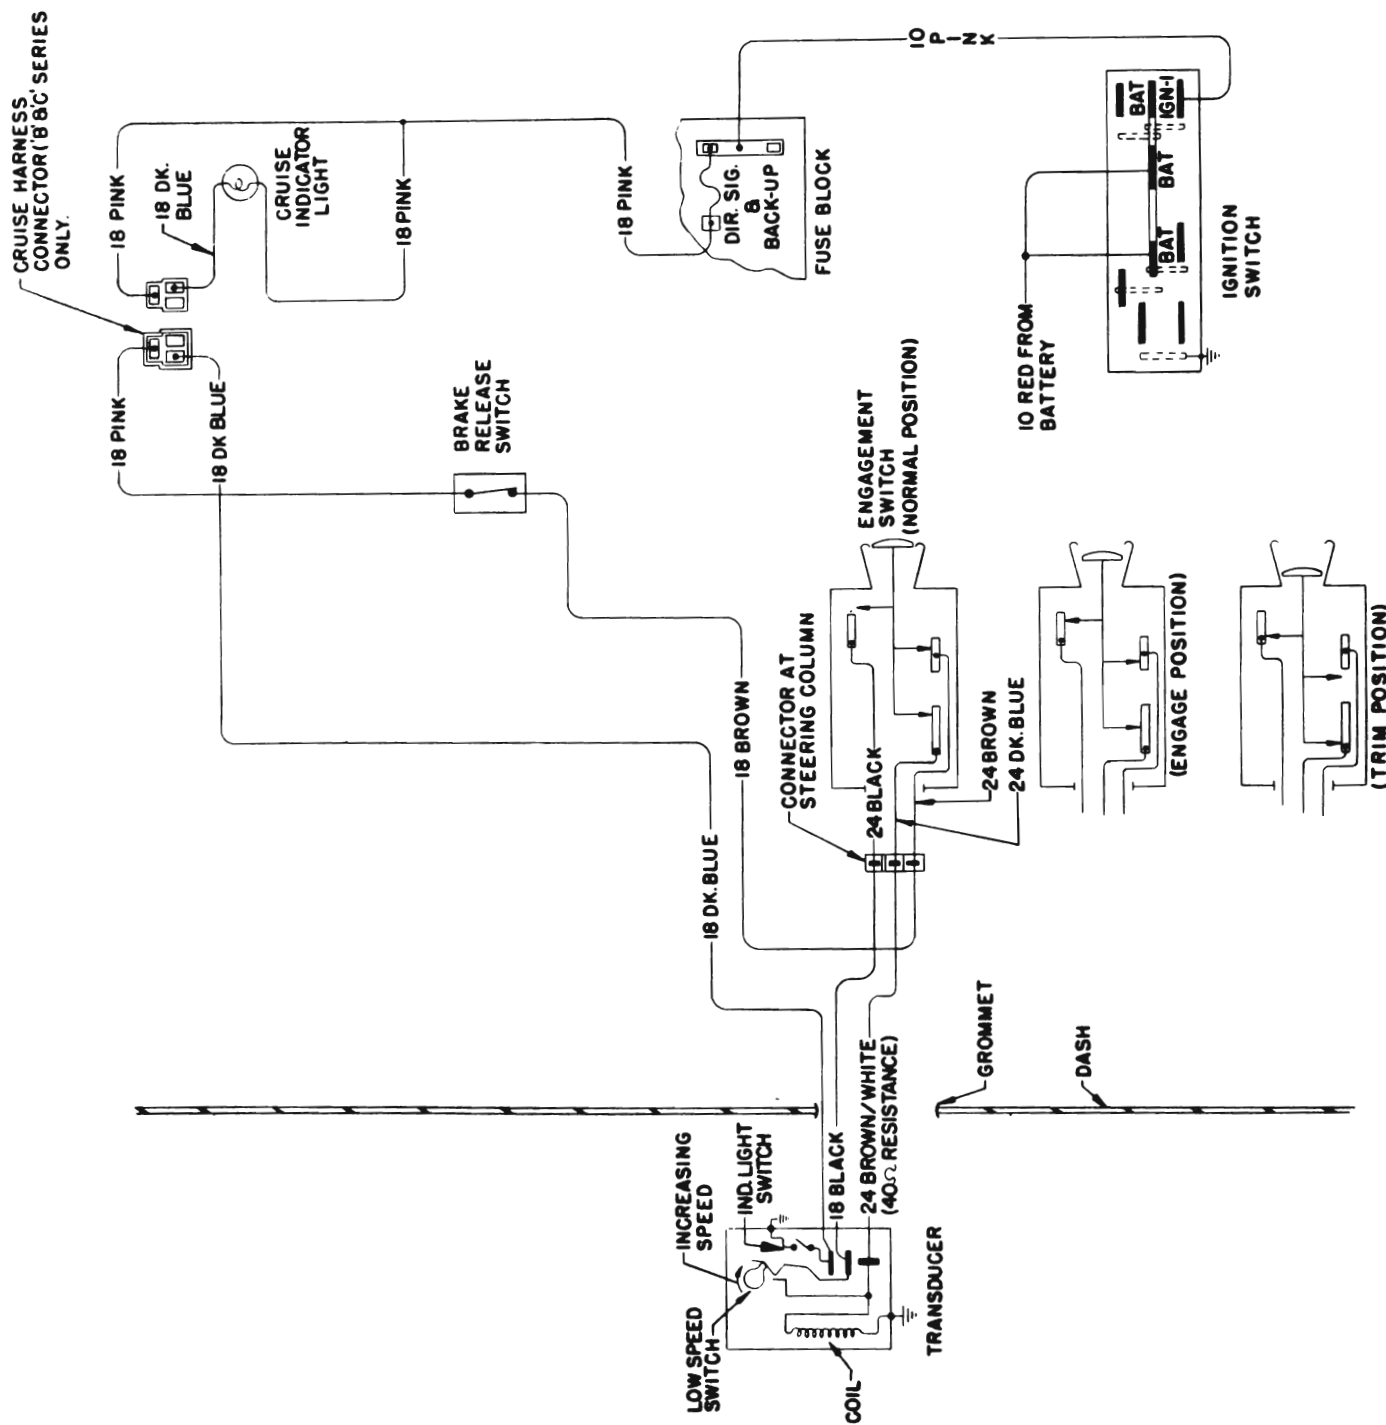 CRUISE HARNESS
CONNECTOR ('B'&'C' SERIES
ONLY.
18 PINK
18 DK.
BLUE
CRUISE
INDICATOR
LIGHT
18 PINK
18 PINK
DIR. SIG.
&
BACK-UP
FUSE BLOCK
10
PINK
BAT
IGN-1
BAT
BAT
IGNITION
SWITCH
10 RED FROM
BATTERY
18 PINK
18 DK BLUE
BRAKE
RELEASE
SWITCH
ENGAGEMENT
SWITCH
(NORMAL POSITION)
CONNECTOR AT
STEERING COLUMN
18 BROWN
24 BLACK
24 BROWN
24 DK. BLUE
(ENGAGE POSITION)
(TRIM POSITION)
18 DK. BLUE
GROMMET
DASH
INCREASING
SPEED
IND. LIGHT
SWITCH
18 BLACK
24 BROWN/WHITE
(40Ω RESISTANCE)
LOW SPEED
SWITCH
COIL
TRANSDUCER